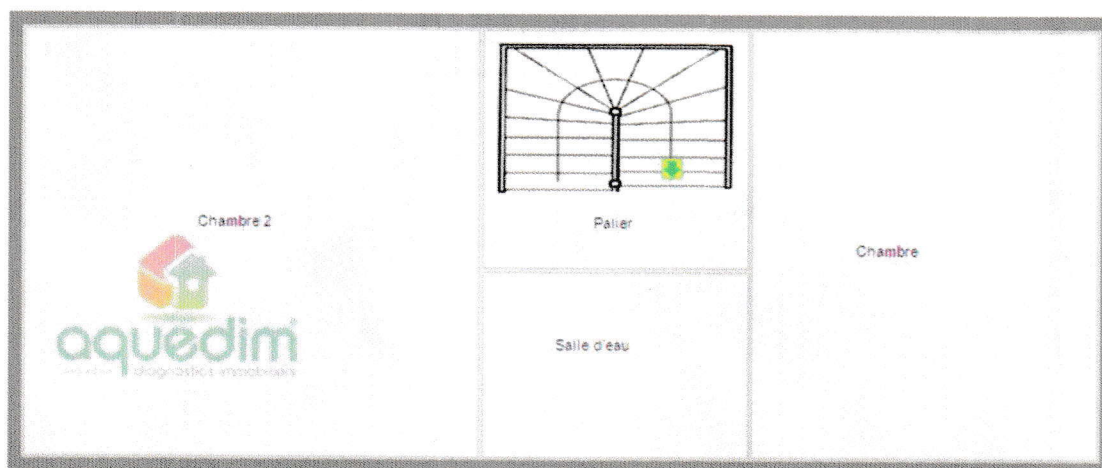 Chambre 2
Palier
Chambre
Salle d'eau
aquedim
diagnostics immobiliers